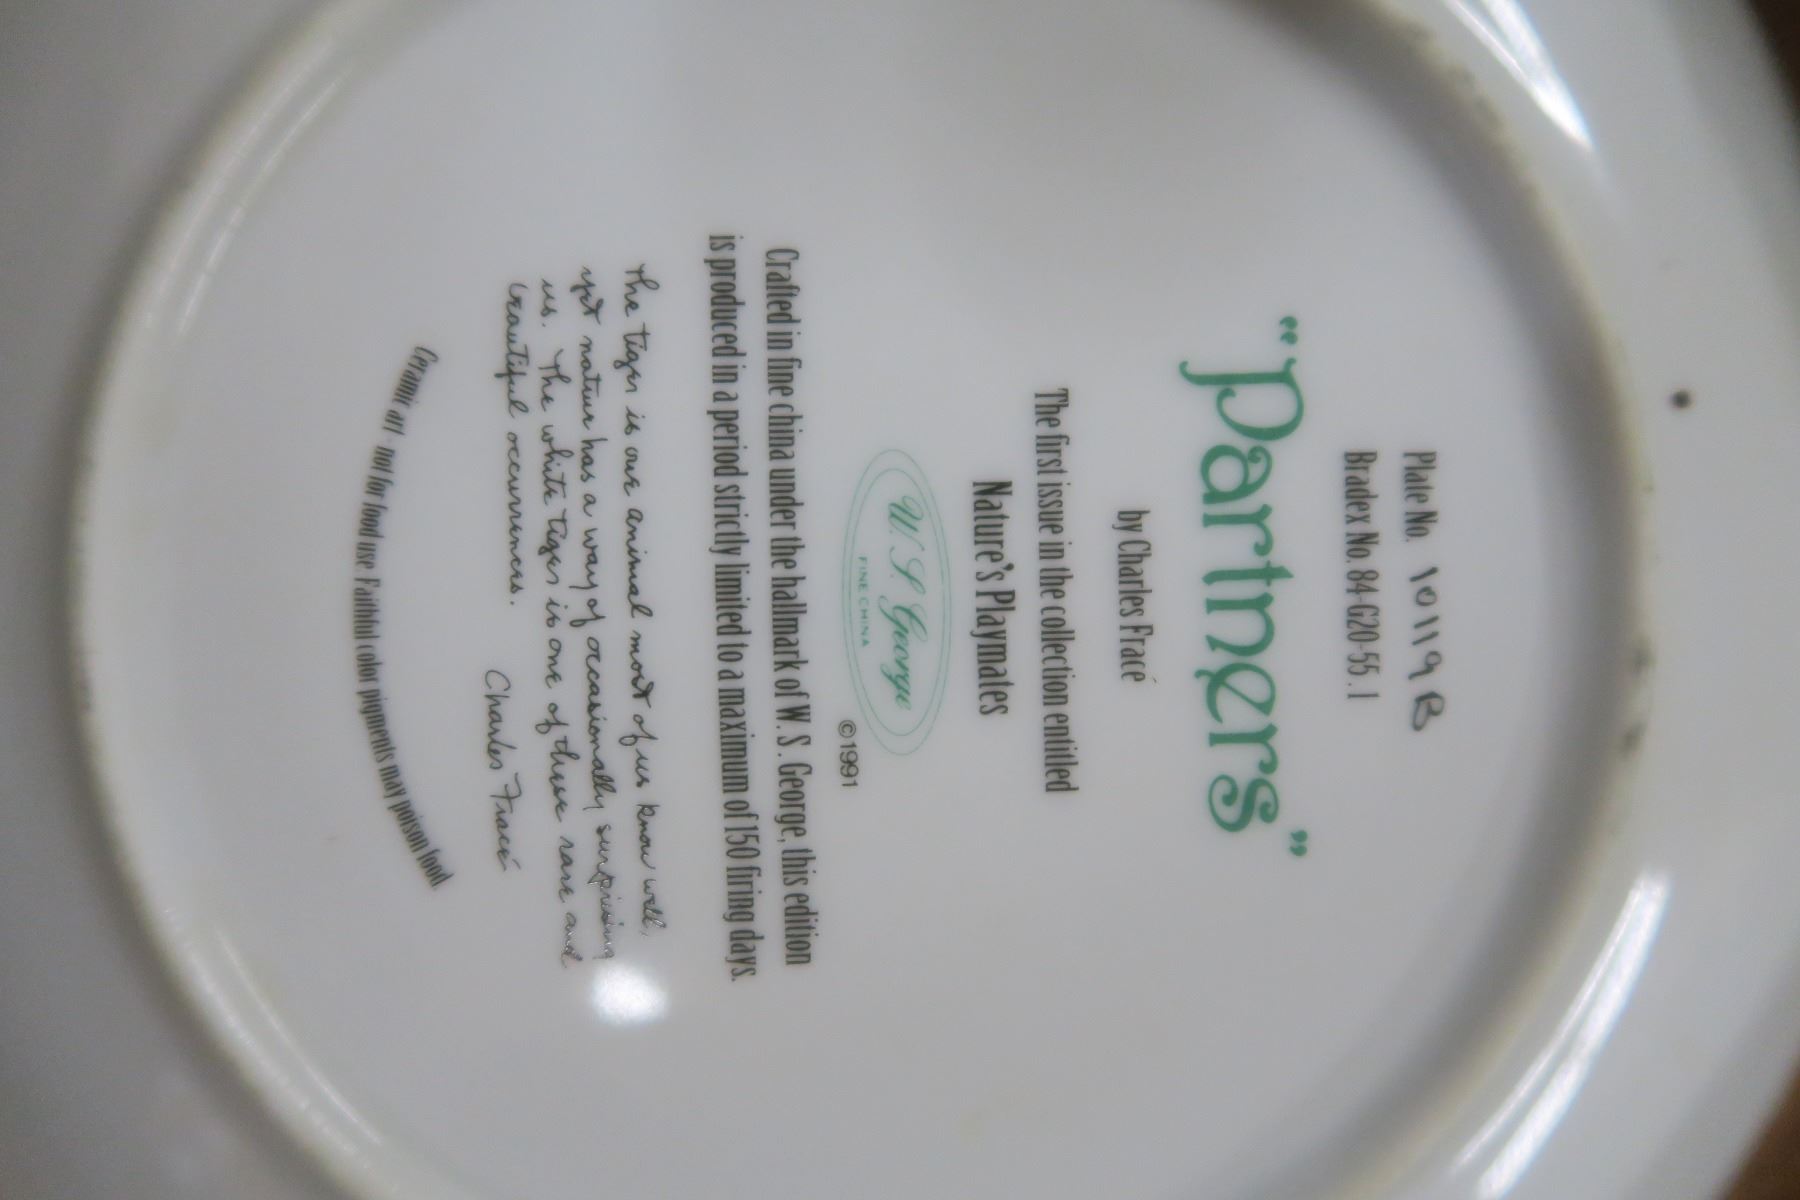 Plate No. 10119B
Bradex No. 84-G20-55.1
"Partners"
by Charles Fracé
The first issue in the collection entitled
Nature's Playmates
W. S. George
FINE CHINA
©1991
Crafted in fine china under the hallmark of W. S. George, this edition
is produced in a period strictly limited to a maximum of 150 firing days.
The tiger is one animal most of us know well,
yet nature has a way of occasionally surprising
us. The white tiger is one of these rare and
beautiful occurrences.
Charles Fracé
Ceramic art - not for food use Faithful color pigments may poison food.